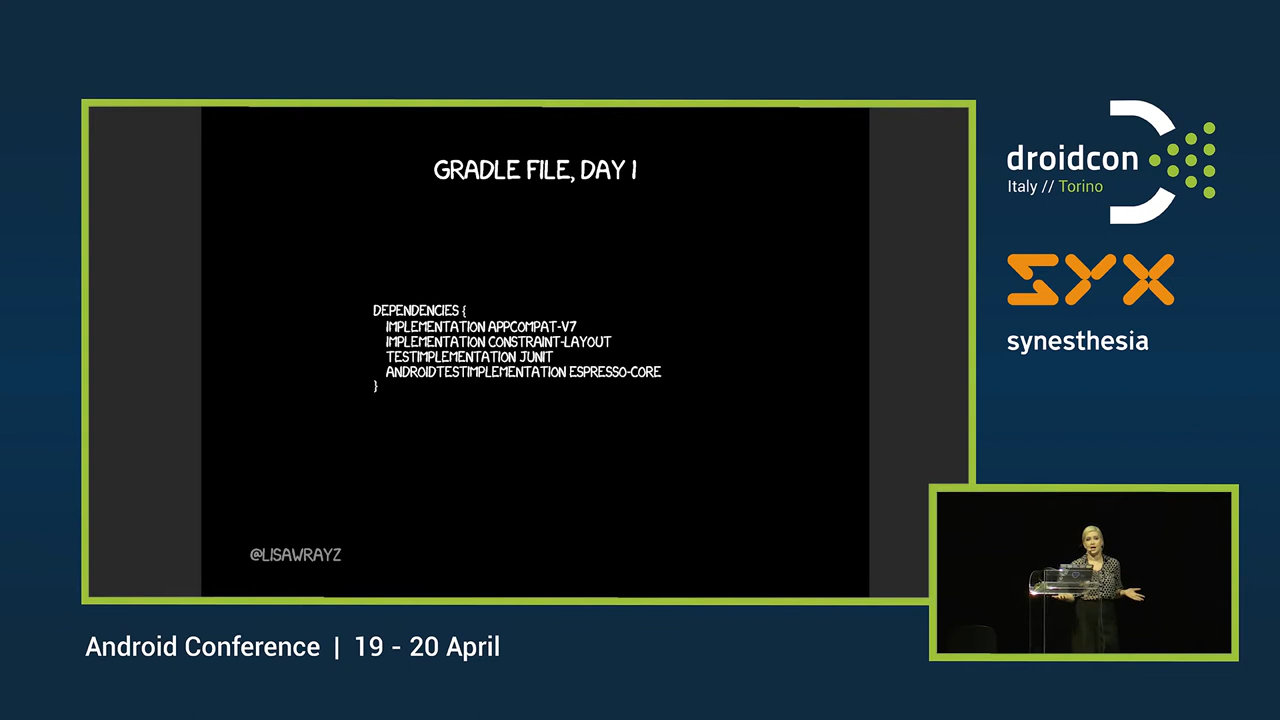 GRADLE FILE, DAY 1
DEPENDENCIES {
IMPLEMENTATION APPCOMPAT-V7
IMPLEMENTATION CONSTRAINT-LAYOUT
TESTIMPLEMENTATION JUNIT
ANDROIDTESTIMPLEMENTATION ESPRESSO-CORE
}
@LISAWRAYZ
droidcon
Italy // Torino
SYX
synesthesia
Android Conference | 19 - 20 April